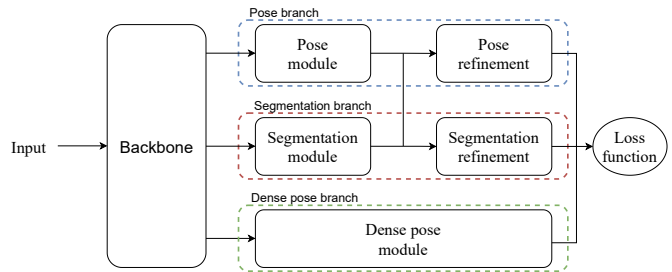 Pose branch
Pose
module
Pose
refinement
Segmentation branch
Input
Backbone
Segmentation
module
Segmentation
refinement
Loss
function
Dense pose branch
Dense pose
module